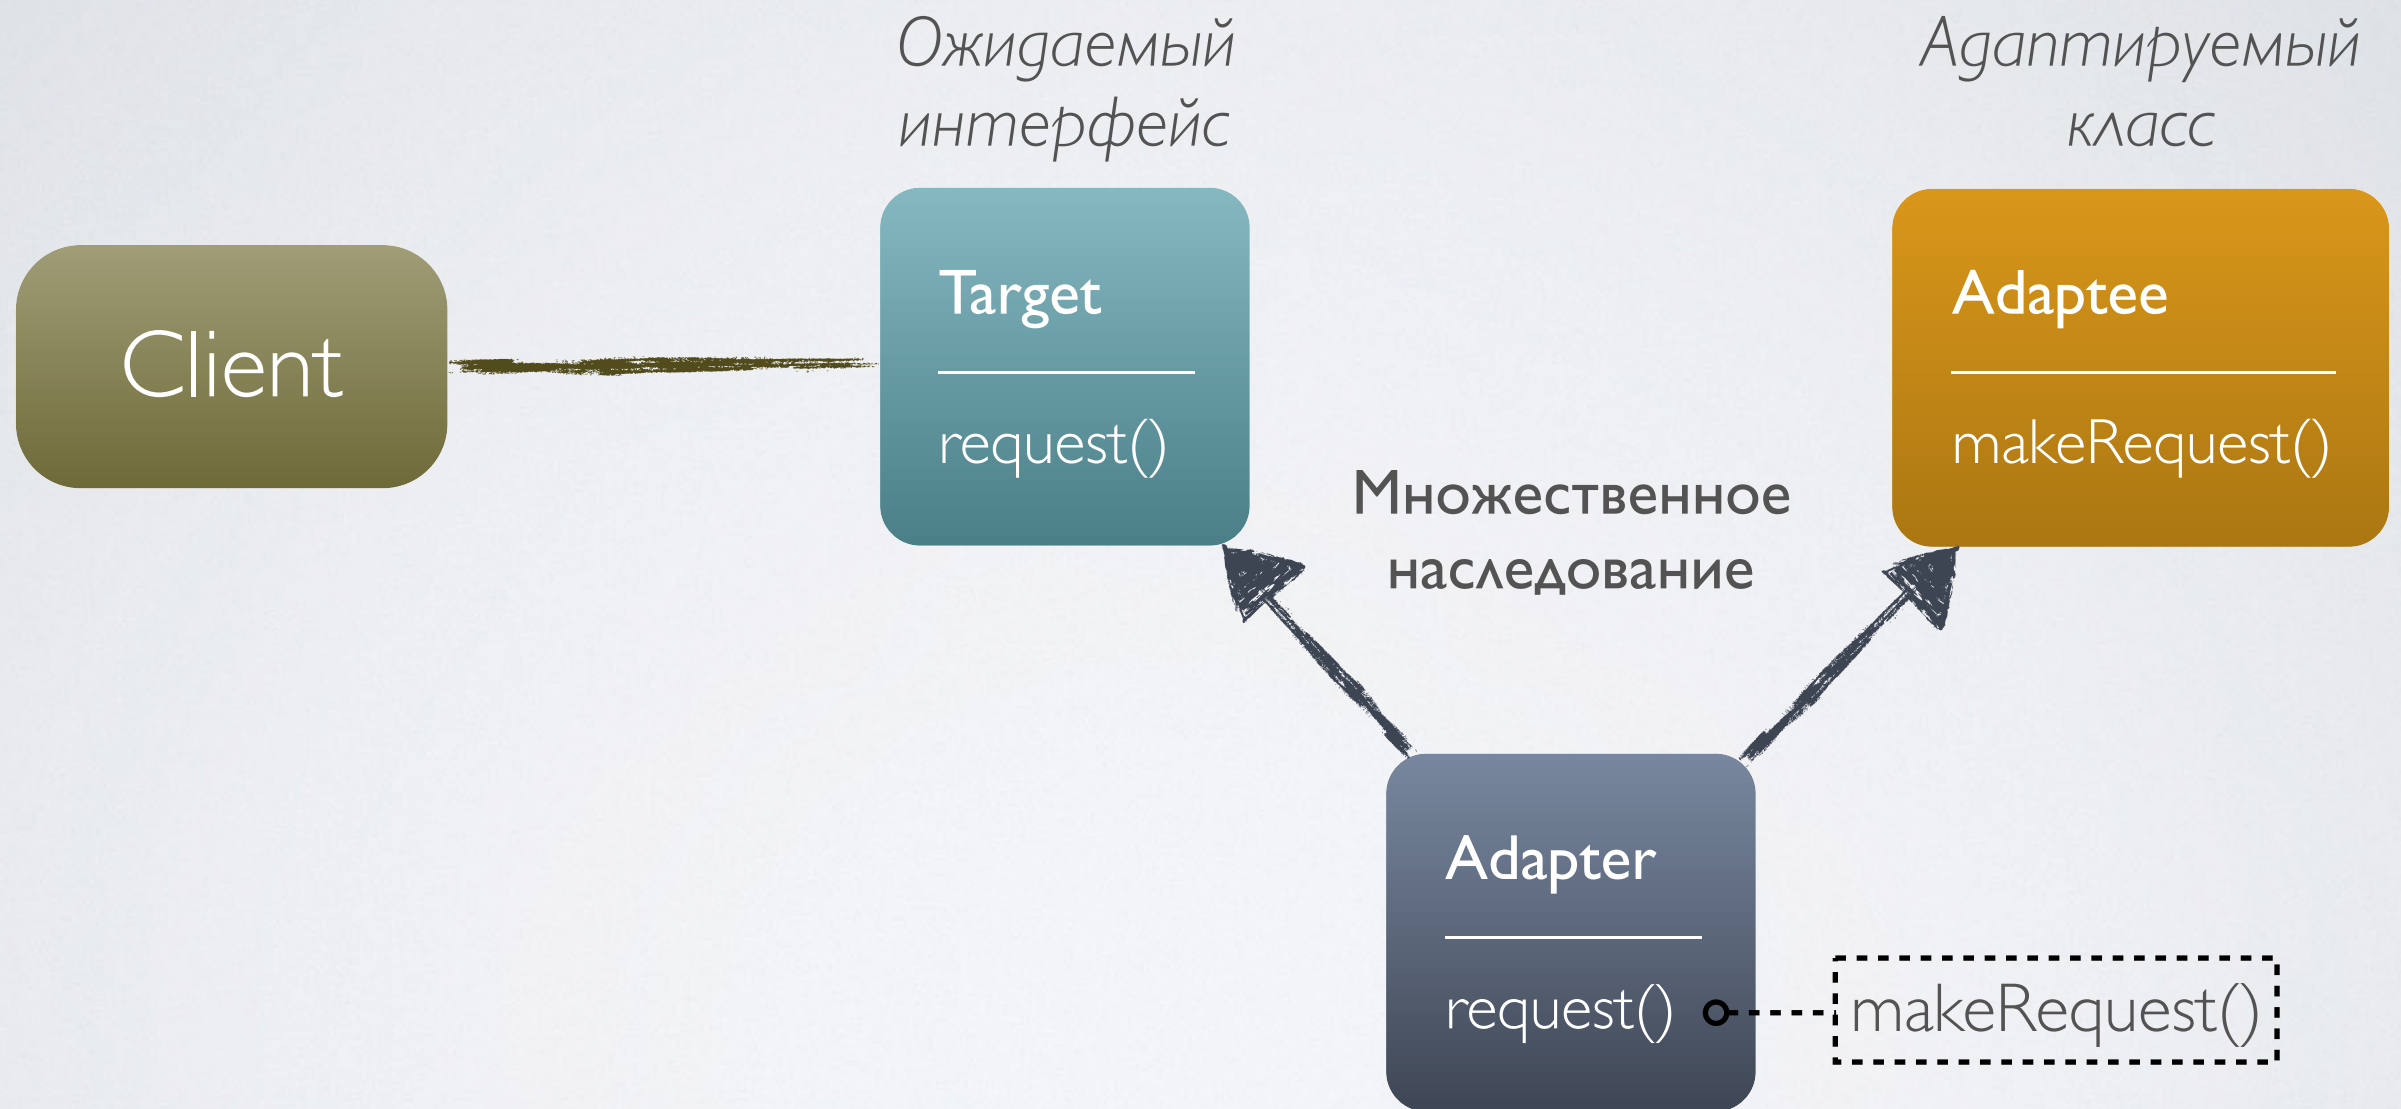 Ожидаемый
интерфейс
Адаптируемый
класс
Client
Target
request()
Adaptee
makeRequest()
Множественное
наследование
Adapter
request()
makeRequest()